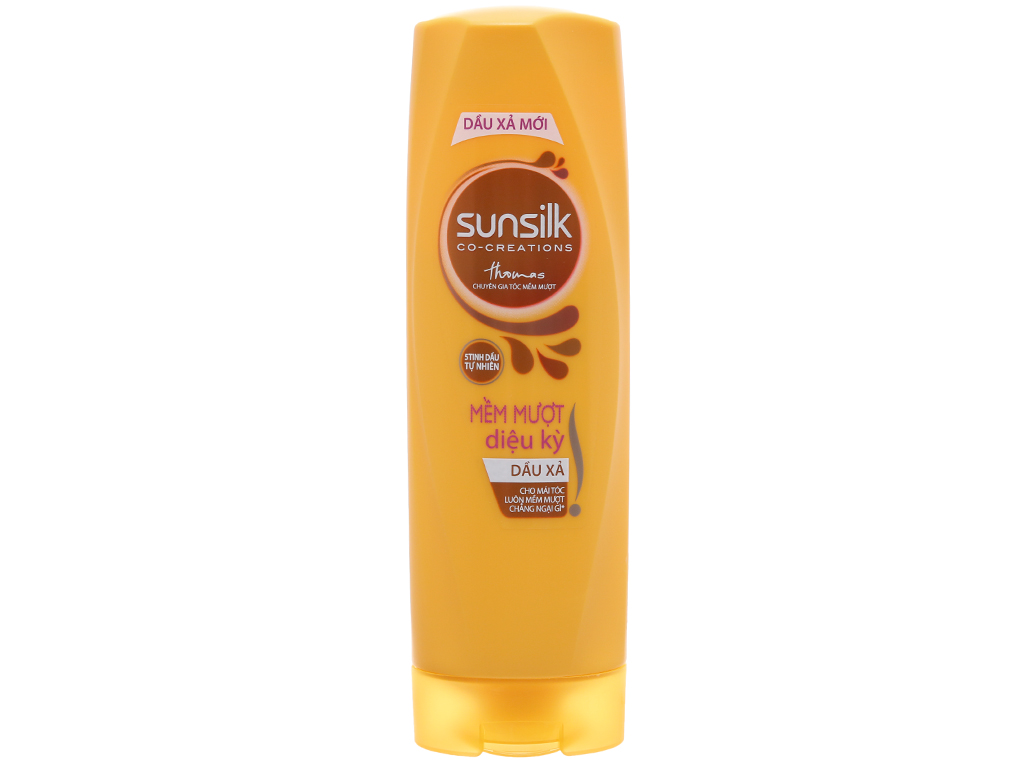 DẦU XẢ MỚI
sunsilk
CO-CREATIONS
thomas
CHUYÊN GIA TÓC MỀM MƯỢT
5 TINH DẦU
TỰ NHIÊN
MỀM MƯỢT
diệu kỳ
DẦU XẢ
CHO MÁI TÓC
LUÔN MỀM MƯỢT
CHẲNG NGẠI GÌ*